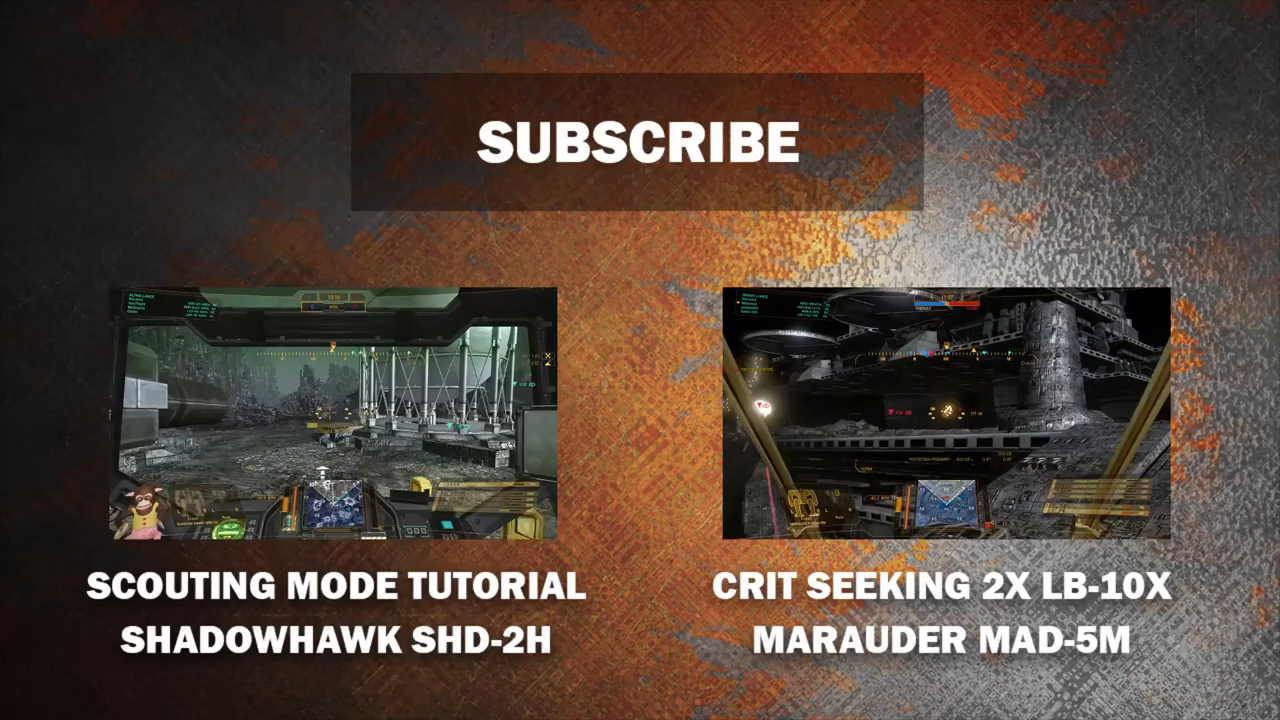 SUBSCRIBE
SCOUTING MODE TUTORIAL
SHADOWHAWK SHD-2H
CRIT SEEKING 2X LB-10X
MARAUDER MAD-5M